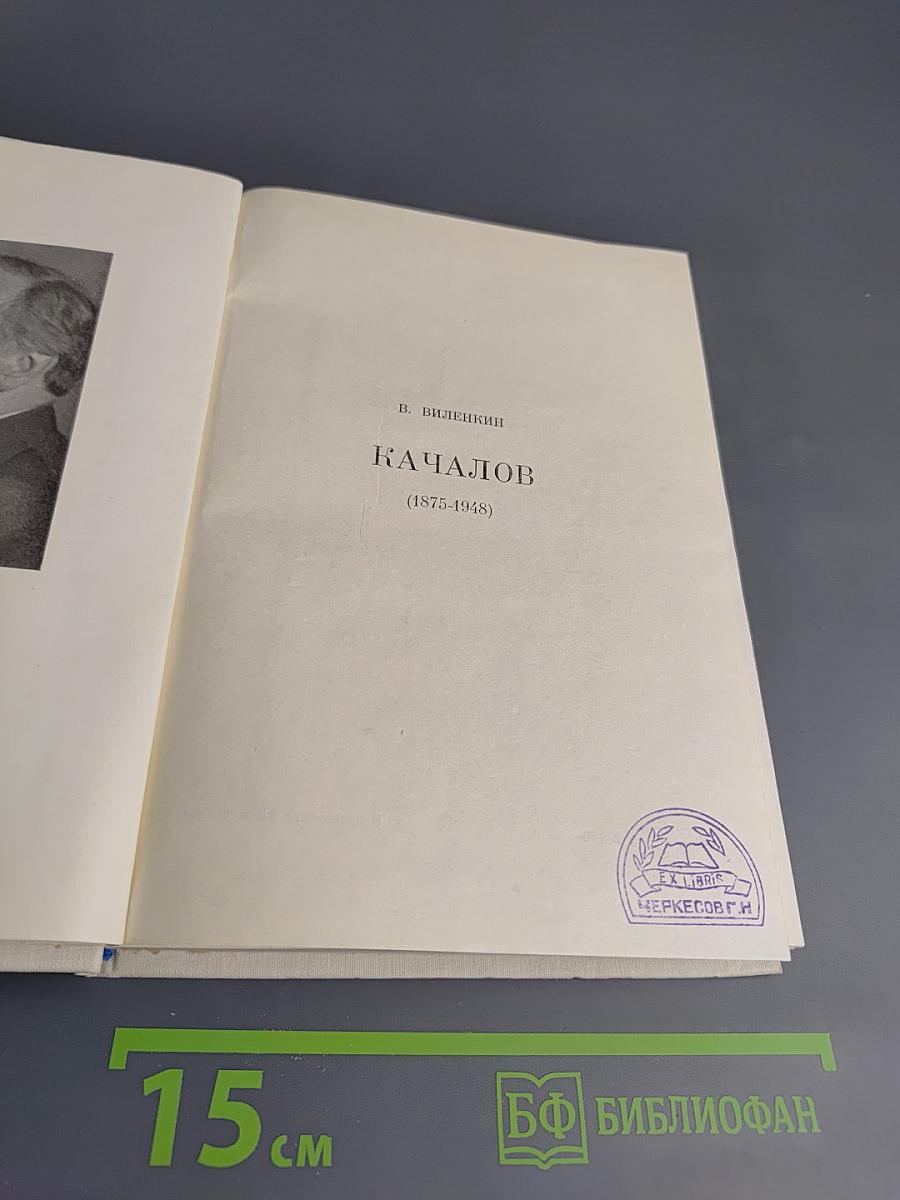 В. ВИЛЕНКИН
КАЧАЛОВ
(1875-1948)
EX LIBRIS
ЧЕРКЕСОВ Г.Н
15 см
БФ БИБЛИОФАН